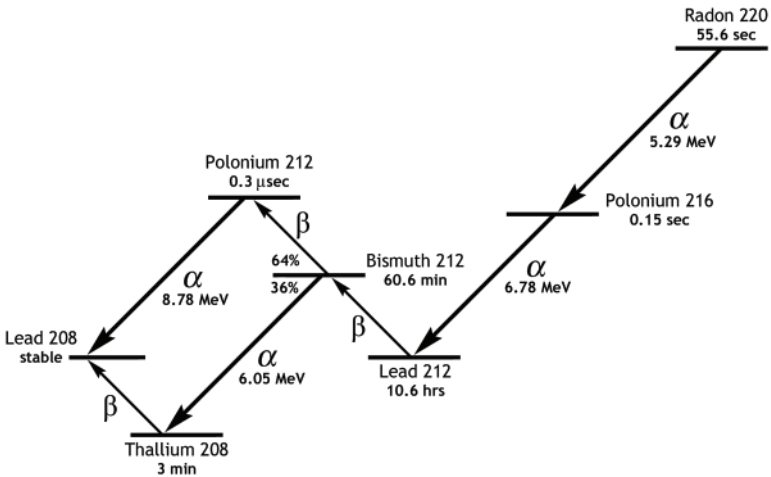 Radon 220
55.6 sec
α
5.29 MeV
Polonium 212
0.3 μsec
Polonium 216
0.15 sec
β
64%
Bismuth 212
60.6 min
36%
α
8.78 MeV
α
6.78 MeV
β
Lead 208
stable
α
6.05 MeV
Lead 212
10.6 hrs
β
Thallium 208
3 min